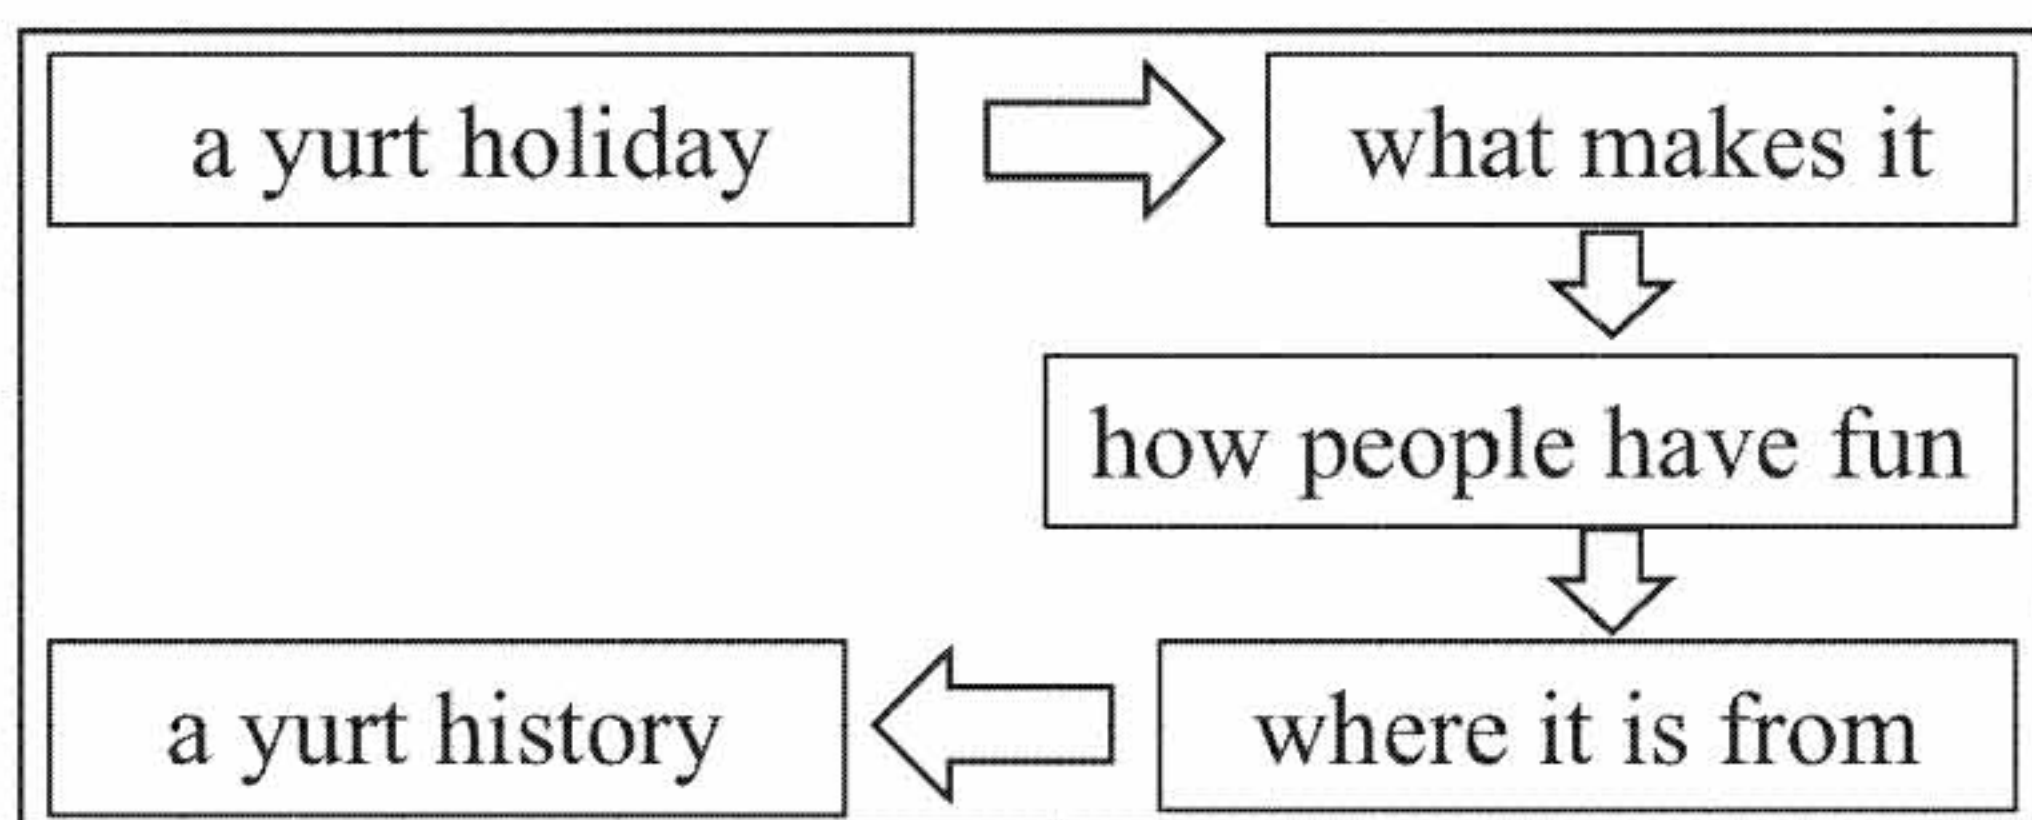 a yurt holiday
what makes it
how people have fun
where it is from
a yurt history